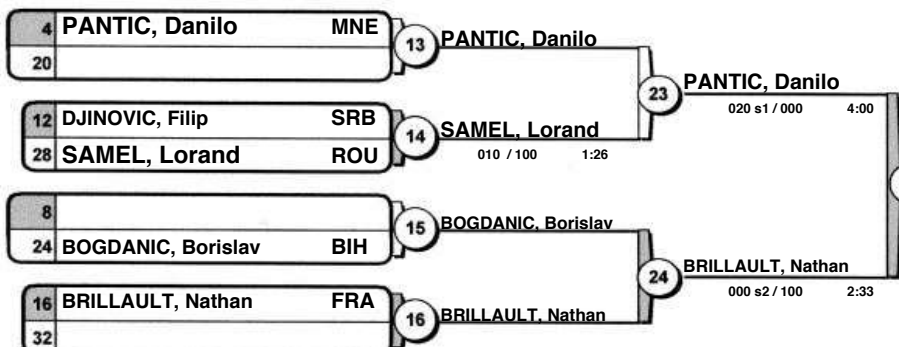 4 PANTIC, Danilo MNE
20
13 PANTIC, Danilo
12 DJINOVIC, Filip SRB
28 SAMEL, Lorand ROU
14 SAMEL, Lorand
010 / 100 1:26
23 PANTIC, Danilo
020 s1 / 000 4:00
8
24 BOGDANIC, Borislav BIH
15 BOGDANIC, Borislav
16 BRILLAULT, Nathan FRA
32
16 BRILLAULT, Nathan
24 BRILLAULT, Nathan
000 s2 / 100 2:33